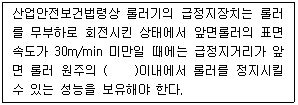 산업안전보건법령상 롤러기의 급정지장치는 롤러
를 무부하로 회전시킨 상태에서 앞면롤러의 표면
속도가 30m/min 미만일 때에는 급정지거리가 앞
면 롤러 원주의 (    )이내에서 롤러를 정지시킬
수 있는 성능을 보유해야 한다.